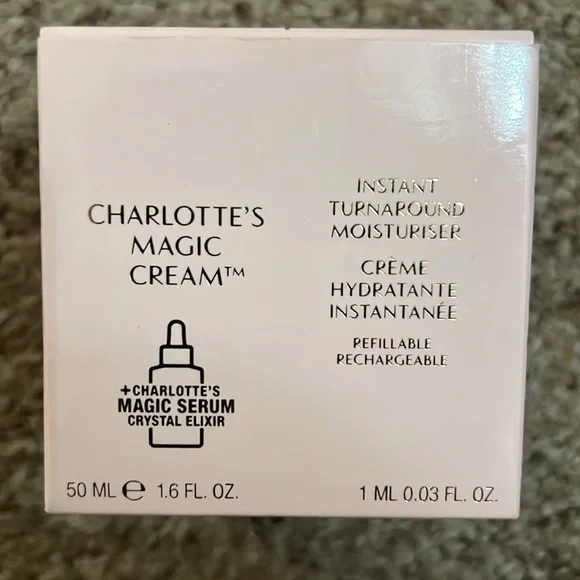 CHARLOTTE'S
MAGIC
CREAM™
+CHARLOTTE'S
MAGIC SERUM
CRYSTAL ELIXIR
50 ML ℮ 1.6 FL. OZ.
INSTANT
TURNAROUND
MOISTURISER
CRÈME
HYDRATANTE
INSTANTANÉE
REFILLABLE
RECHARGEABLE
1 ML 0.03 FL. OZ.